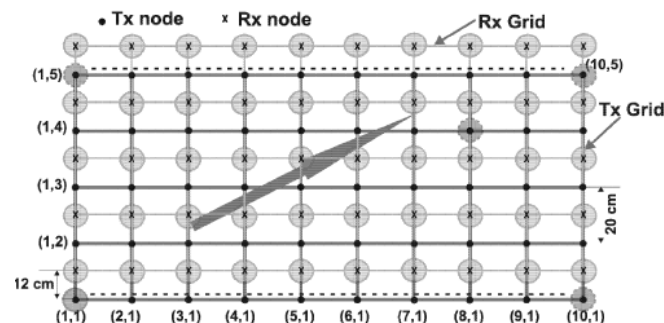 • Tx node x Rx node Rx Grid
(10,5)
(1,5)
Tx Grid
(1,4)
(1,3)
20 cm
(1,2)
12 cm
(1,1) (2,1) (3,1) (4,1) (5,1) (6,1) (7,1) (8,1) (9,1) (10,1)